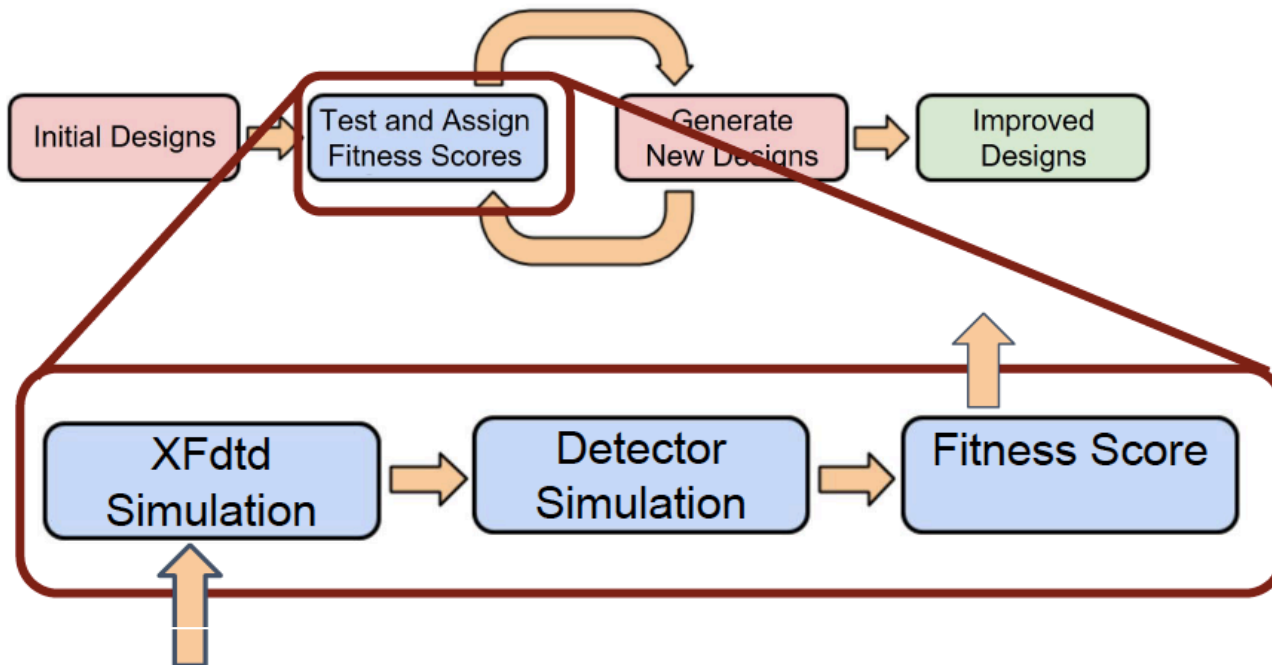 Initial Designs
Test and Assign
Fitness Scores
Generate
New Designs
Improved
Designs
XFdtd
Simulation
Detector
Simulation
Fitness Score